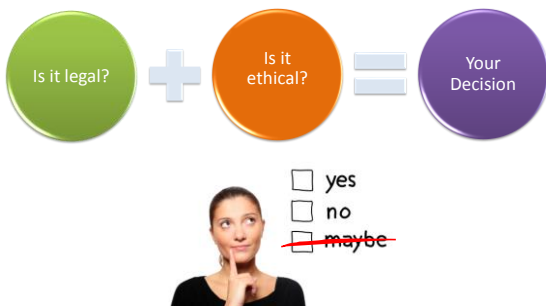 Is it legal?
Is it
ethical?
Your
Decision
yes
no
maybe